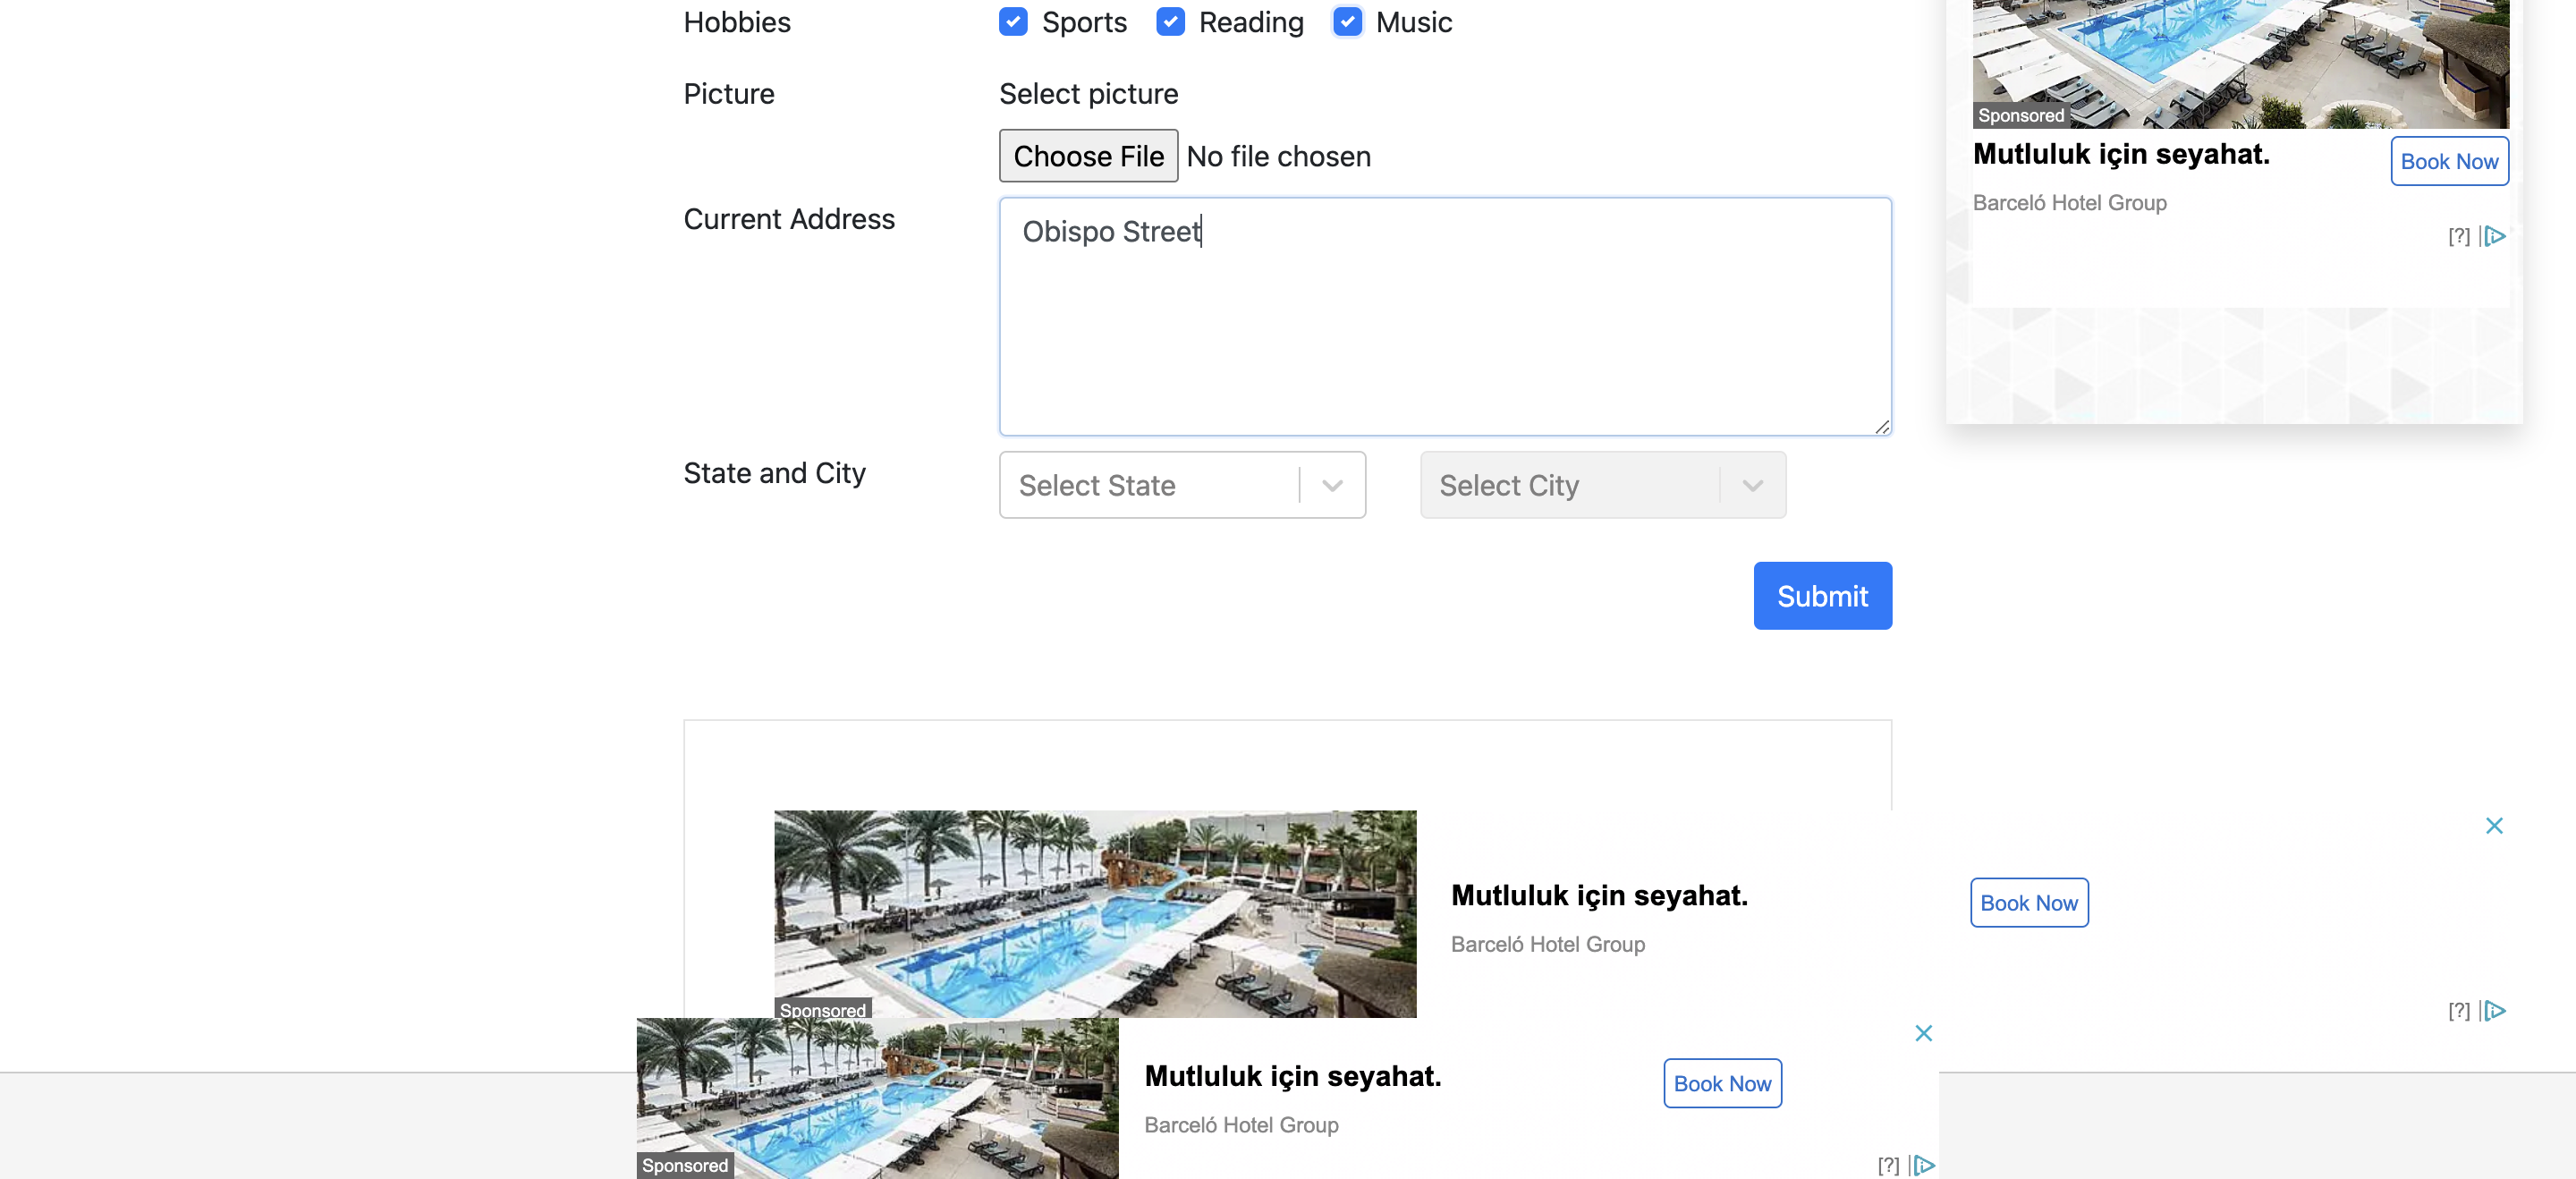 Hobbies
Sports Reading Music
Picture
Select picture
Choose File No file chosen
Current Address
Obispo Street
State and City
Select State
Select City
Submit
Sponsored
Mutluluk için seyahat.
Book Now
Barceló Hotel Group
[?]
Sponsored
Mutluluk için seyahat.
Barceló Hotel Group
Book Now
[?]
Sponsored
Mutluluk için seyahat.
Barceló Hotel Group
Book Now
[?]